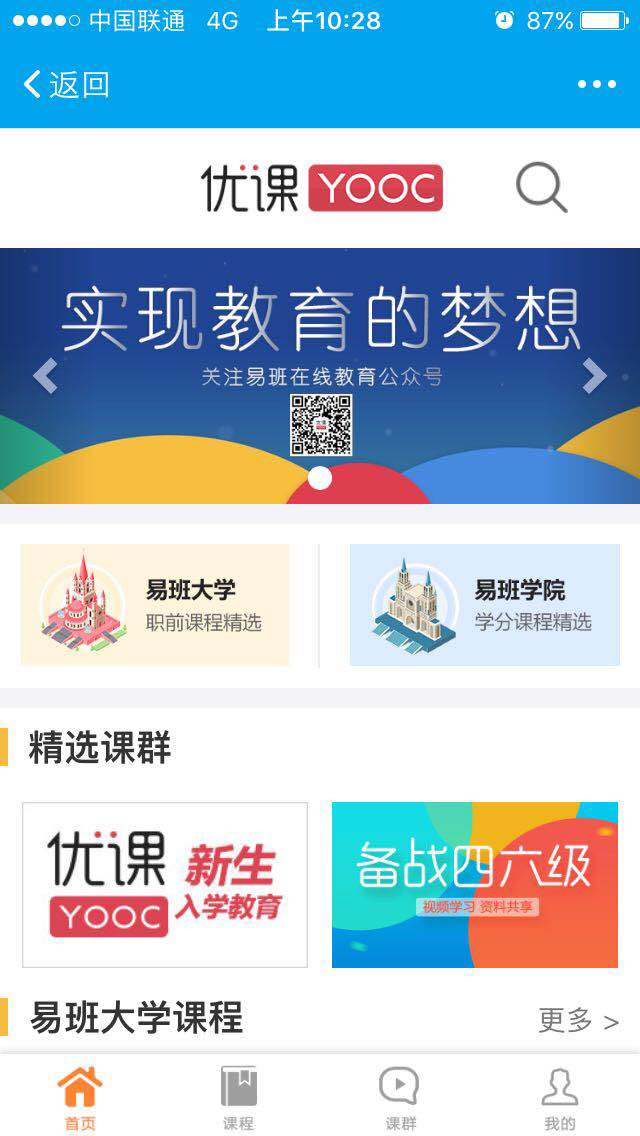 中国联通 4G 上午10:28 87%
返回
优课 YOOC
实现教育的梦想
关注易班在线教育公众号
易班大学
职前课程精选
易班学院
学分课程精选
精选课群
优课 YOOC 新生入学教育
备战四六级
视频学习 资料共享
易班大学课程 更多 >
首页 课程 课群 我的